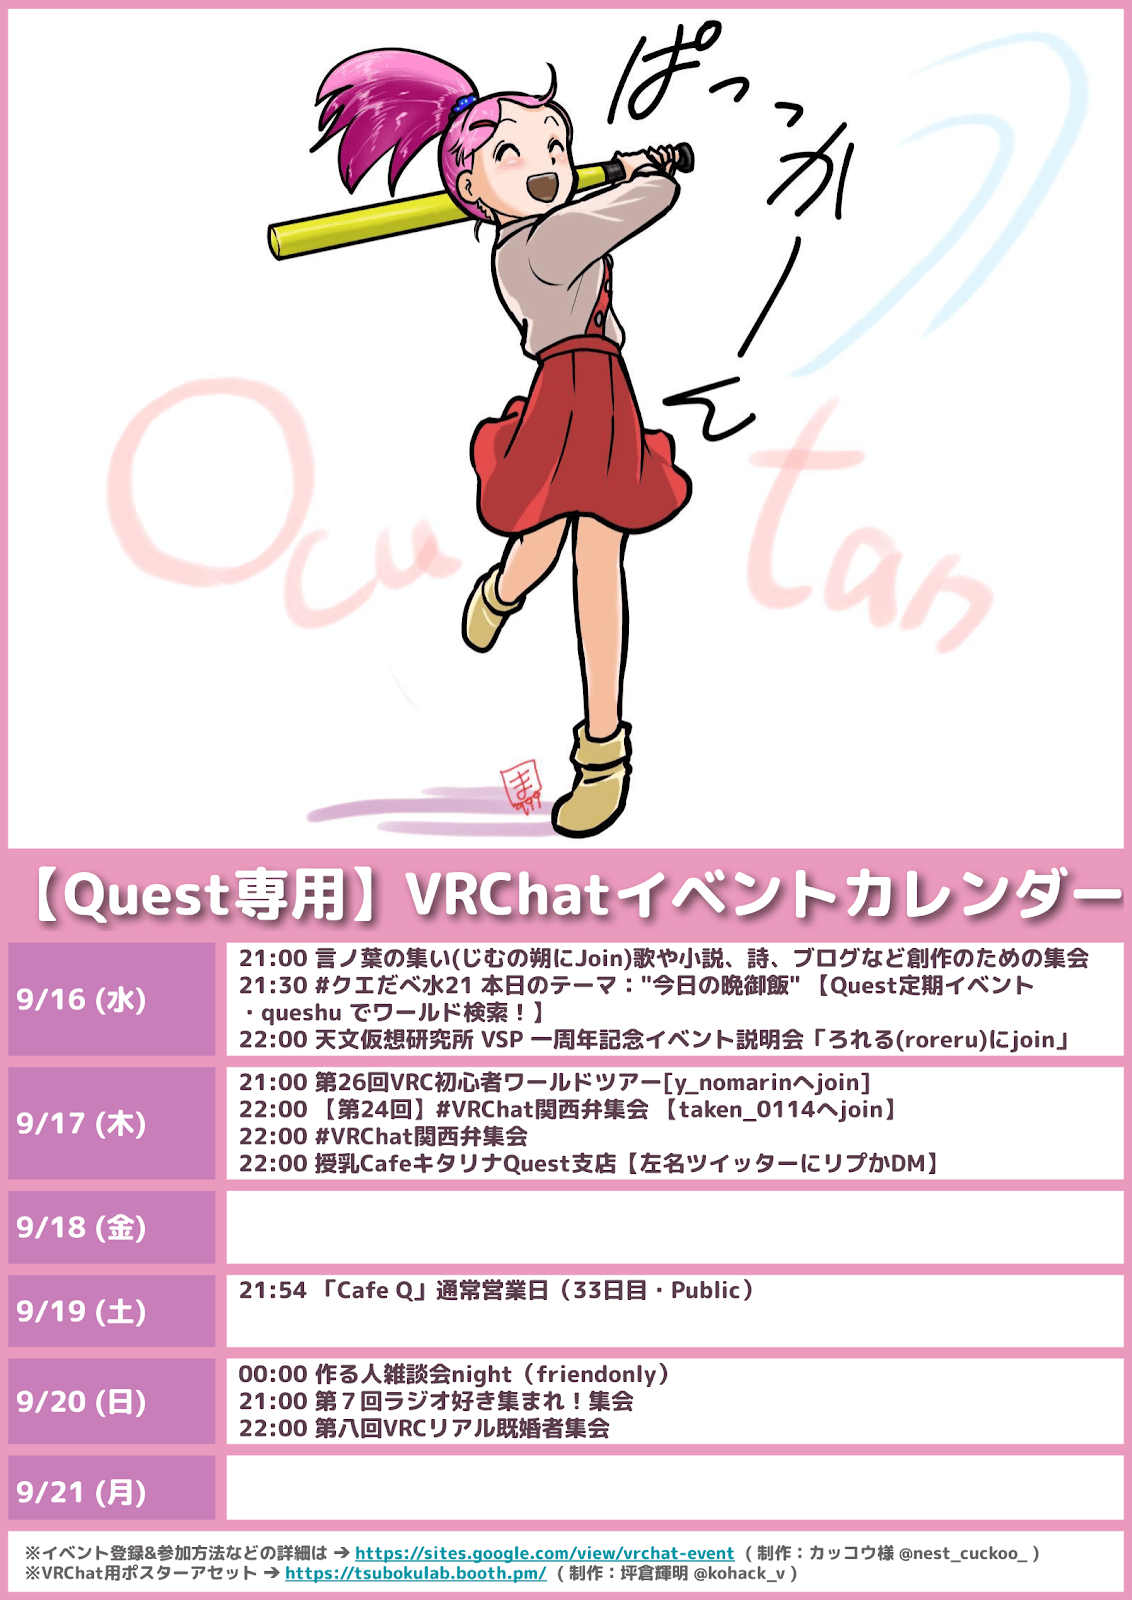 ぱっっかーん
Ocutan
ま
999
【Quest専用】VRChatイベントカレンダー
9/16 (水)
21:00 言ノ葉の集い(じむの朔にJoin)歌や小説、詩、ブログなど創作のための集会
21:30 #クエだべ水21 本日のテーマ："今日の晩御飯" 【Quest定期イベント
・queshu でワールド検索！】
22:00 天文仮想研究所 VSP 一周年記念イベント説明会「ろれる(roreru)にjoin」
9/17 (木)
21:00 第26回VRC初心者ワールドツアー[y_nomarinへjoin]
22:00 【第24回】#VRChat関西弁集会 【taken_0114へjoin】
22:00 #VRChat関西弁集会
22:00 授乳CafeキタリナQuest支店【左名ツイッターにリプかDM】
9/18 (金)
9/19 (土)
21:54 「Cafe Q」通常営業日（33日目・Public）
9/20 (日)
00:00 作る人雑談会night（friendonly）
21:00 第７回ラジオ好き集まれ！集会
22:00 第八回VRCリアル既婚者集会
9/21 (月)
※イベント登録&参加方法などの詳細は ➔ https://sites.google.com/view/vrchat-event ( 制作：カッコウ様 @nest_cuckoo_ )
※VRChat用ポスターアセット ➔ https://tsubokulab.booth.pm/ ( 制作：坪倉輝明 @kohack_v )